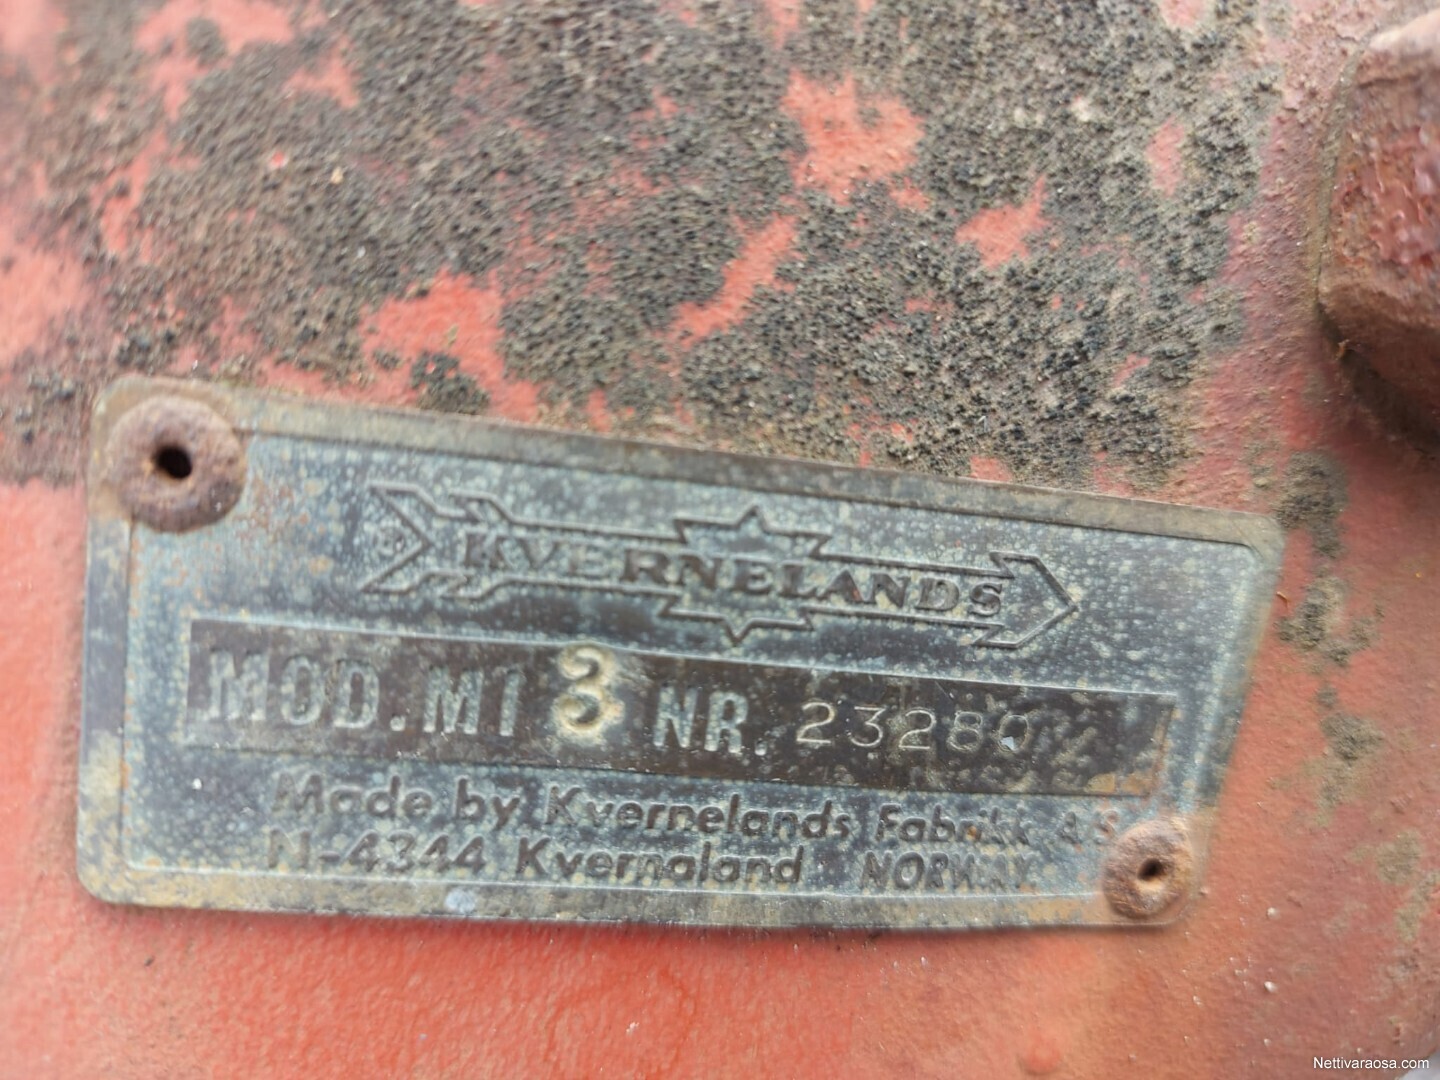 KVERNELANDS
MOD. MT 3 NR. 23280
Made by Kvernelands Fabrikk A S
N-4344 Kvernaland NORWAY
Nettivaraosa.com